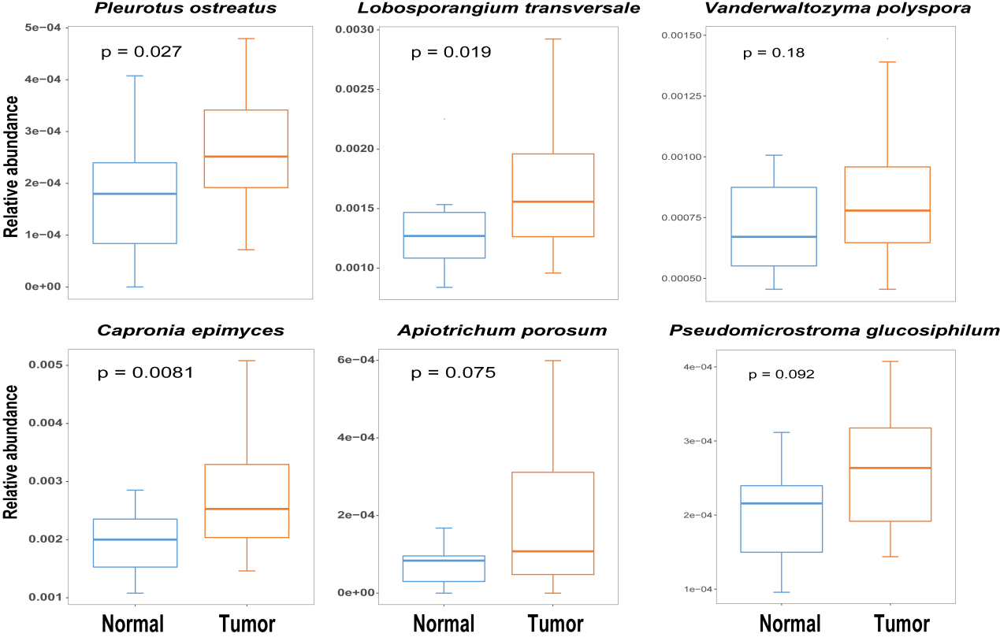 Pleurotus ostreatus
Lobosporangium transversale
Vanderwaltozyma polyspora
Relative abundance
5e−04
4e−04
3e−04
2e−04
1e−04
0e+00
p = 0.027
0.0030
0.0025
0.0020
0.0015
0.0010
p = 0.019
0.00150
0.00125
0.00100
0.00075
0.00050
p = 0.18
Capronia epimyces
Apiotrichum porosum
Pseudomicrostroma glucosiphilum
Relative abundance
0.005
0.004
0.003
0.002
0.001
p = 0.0081
6e−04
4e−04
2e−04
0e+00
p = 0.075
4e−04
3e−04
2e−04
1e−04
p = 0.092
Normal Tumor
Normal Tumor
Normal Tumor